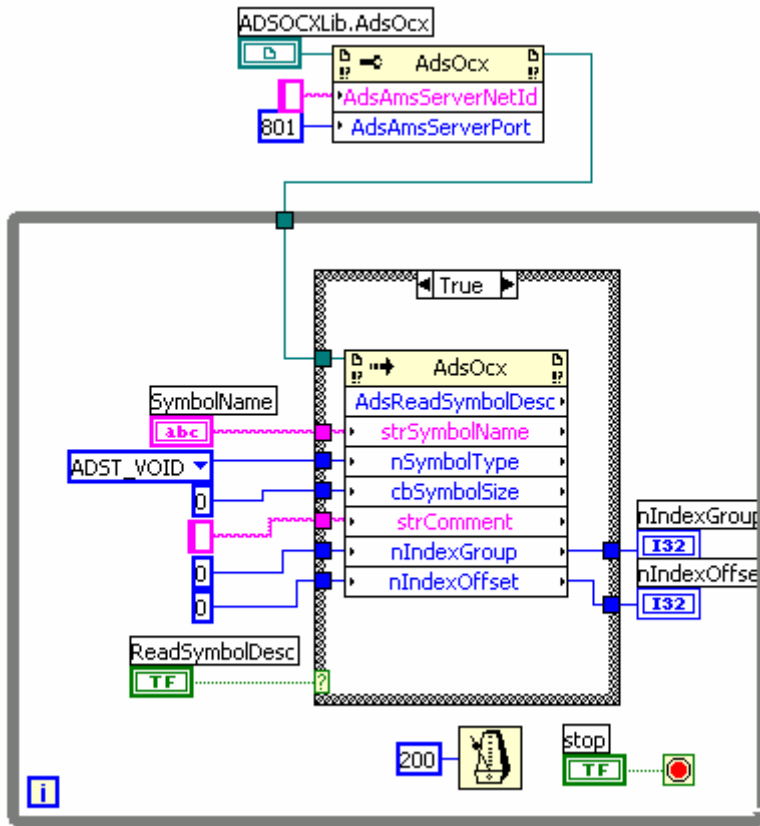 ADSOCXLib.AdsOcx
AdsOcx
AdsAmsServerNetId
801
AdsAmsServerPort
True
AdsOcx
AdsReadSymbolDesc
SymbolName
abc
strSymbolName
ADST_VOID
nSymbolType
0
cbSymbolSize
strComment
nIndexGroup
0
nIndexGroup
I32
nIndexOffset
0
nIndexOffse
I32
ReadSymbolDesc
TF
?
200
stop
TF
i